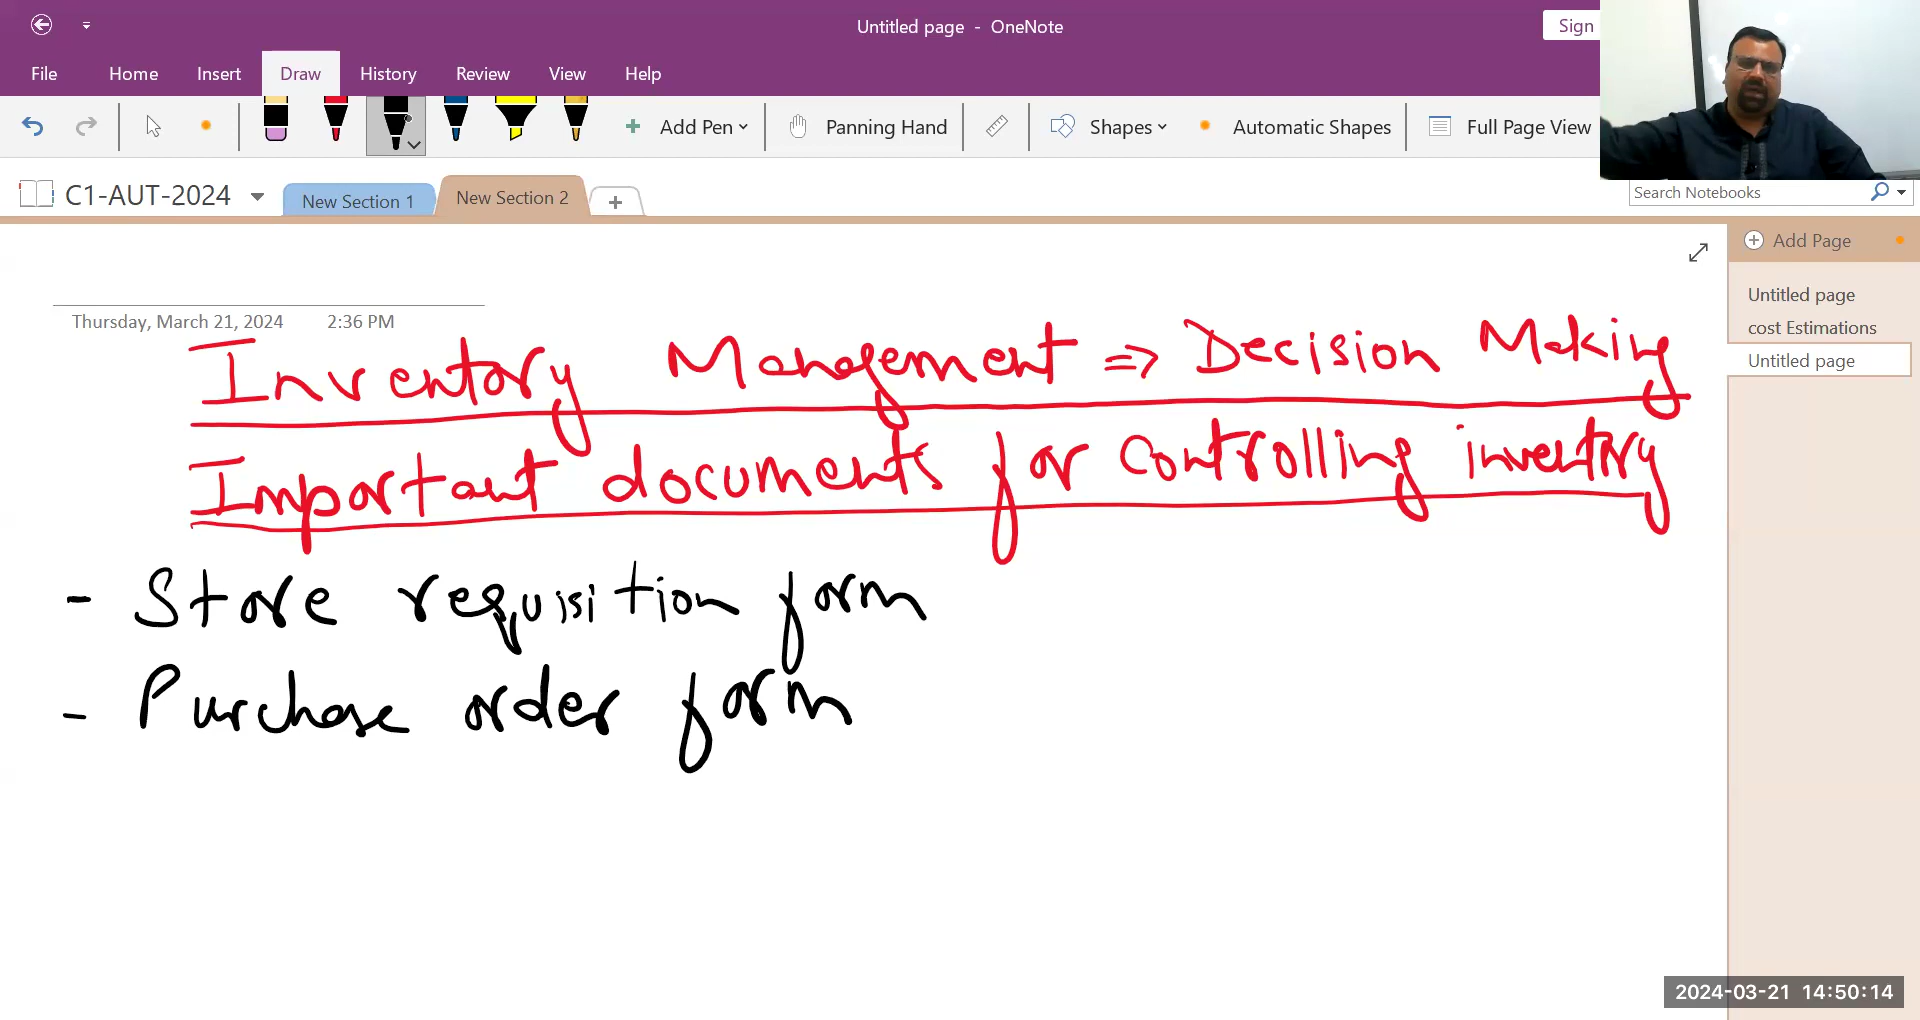 Untitled page - OneNote
Sign
File Home Insert Draw History Review View Help
Add Pen Panning Hand Shapes Automatic Shapes Full Page View
C1-AUT-2024 New Section 1 New Section 2
Search Notebooks
Add Page
Untitled page
cost Estimations
Untitled page
Thursday, March 21, 2024 2:36 PM
Inventory Management ⇒ Decision Making
Important documents for controlling inventory
- Store requisition form
- Purchase order form
2024-03-21 14:50:14